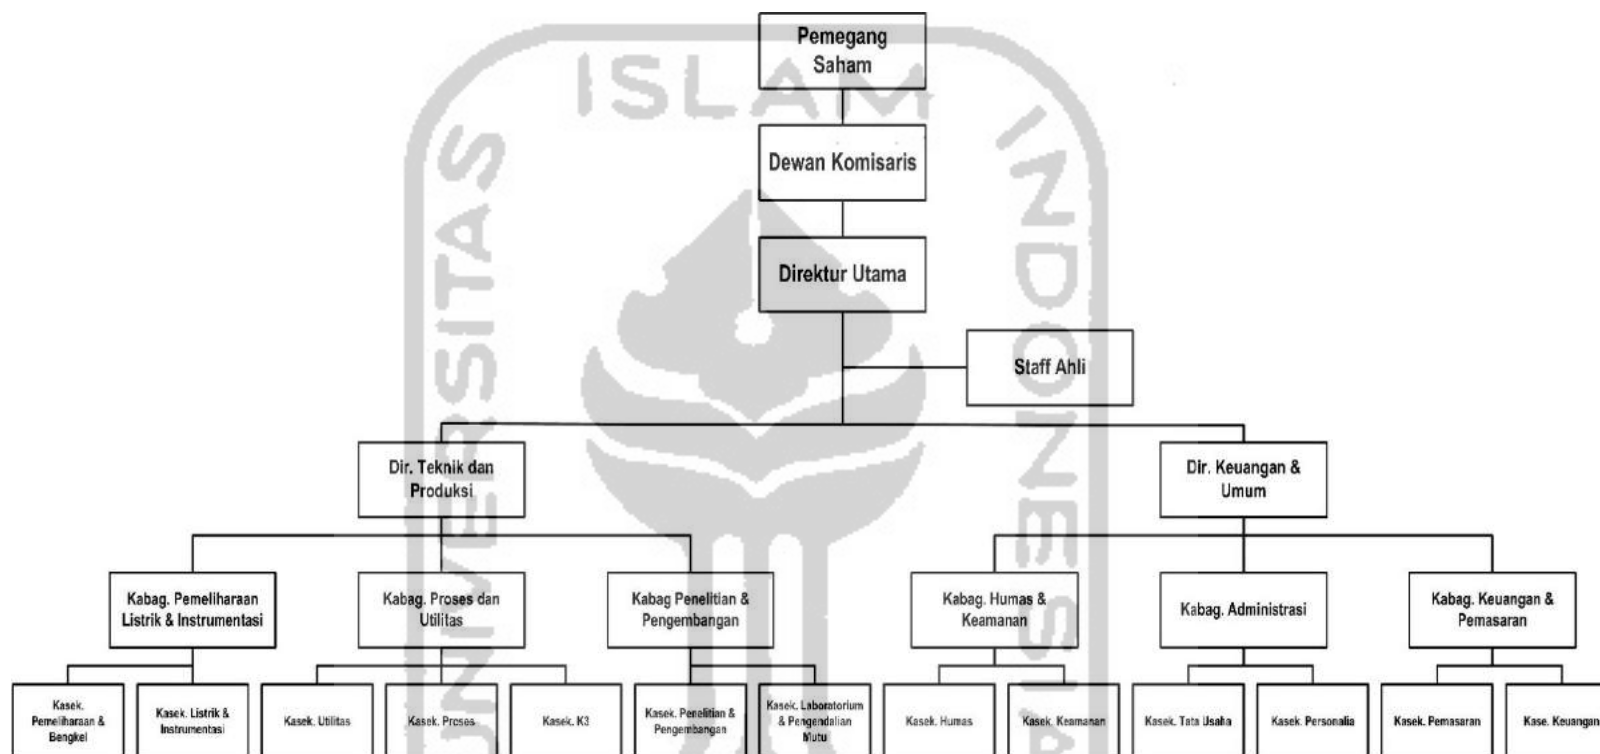 Pemegang
Saham
Dewan Komisaris
Direktur Utama
Staff Ahli
Dir. Teknik dan
Produksi
Dir. Keuangan &
Umum
Kabag. Pemeliharaan
Listrik & Instrumentasi
Kabag. Proses dan
Utilitas
Kabag Penelitian &
Pengembangan
Kabag. Humas &
Keamanan
Kabag. Administrasi
Kabag. Keuangan &
Pemasaran
Kasek.
Pemeliharaan &
Bengkel
Kasek. Listrik &
Instrumentasi
Kasek. Utilitas
Kasek. Proses
Kasek. K3
Kasek. Penelitian &
Pengembangan
Kasek. Laboratorium
& Pengendalian
Mutu
Kasek. Humas
Kasek. Keamanan
Kasek. Tata Usaha
Kasek. Personalia
Kasek. Pemasaran
Kase. Keuangan
UNIVERSITAS
ISLAM
INDONESIA